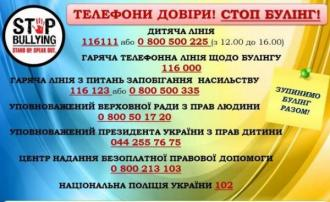 STOP
BULLYING
STAND UP. SPEAK OUT.
ТЕЛЕФОНИ ДОВІРИ! СТОП БУЛІНГ!
ДИТЯЧА ЛІНІЯ
116111 або 0 800 500 225 (з 12.00 до 16.00)
ГАРЯЧА ТЕЛЕФОННА ЛІНІЯ ЩОДО БУЛІНГУ
116 000
ГАРЯЧА ЛІНІЯ З ПИТАНЬ ЗАПОБІГАННЯ НАСИЛЬСТВУ
116 123 або 0 800 500 335
УПОВНОВАЖЕНИЙ ВЕРХОВНОЇ РАДИ З ПРАВ ЛЮДИНИ
0 800 50 17 20
УПОВНОВАЖЕНИЙ ПРЕЗИДЕНТА УКРАЇНИ З ПРАВ ДИТИНИ
044 255 76 75
ЦЕНТР НАДАННЯ БЕЗОПЛАТНОЇ ПРАВОВОЇ ДОПОМОГИ
0 800 213 103
НАЦІОНАЛЬНА ПОЛІЦІЯ УКРАЇНИ 102
ЗУПИНИМО
БУЛІНГ
РАЗОМ!